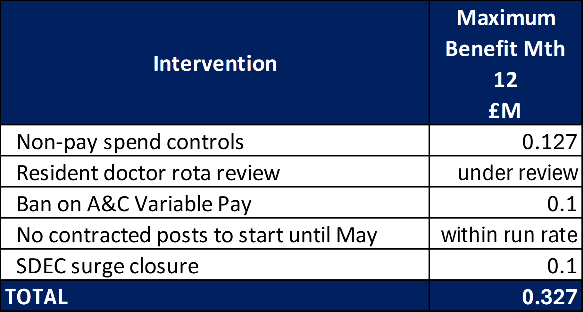 Intervention
Maximum
Benefit Mth
12
£M
Non-pay spend controls 0.127
Resident doctor rota review under review
Ban on A&C Variable Pay 0.1
No contracted posts to start until May within run rate
SDEC surge closure 0.1
TOTAL 0.327